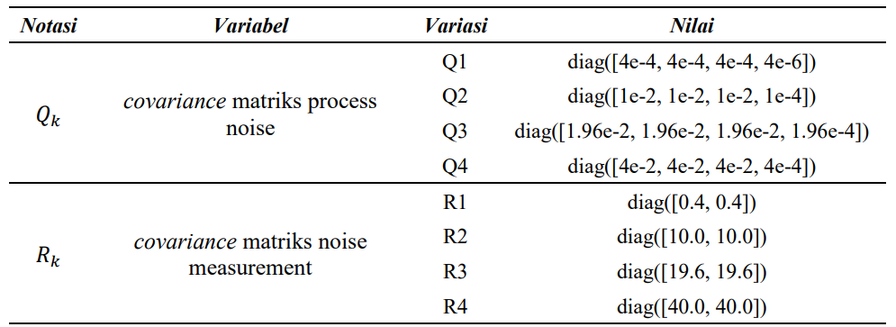 Notasi Variabel Variasi Nilai
Q1 diag([4e-4, 4e-4, 4e-4, 4e-6])
Qk covariance matriks process noise Q2 diag([1e-2, 1e-2, 1e-2, 1e-4])
Q3 diag([1.96e-2, 1.96e-2, 1.96e-2, 1.96e-4])
Q4 diag([4e-2, 4e-2, 4e-2, 4e-4])
R1 diag([0.4, 0.4])
Rk covariance matriks noise measurement R2 diag([10.0, 10.0])
R3 diag([19.6, 19.6])
R4 diag([40.0, 40.0])